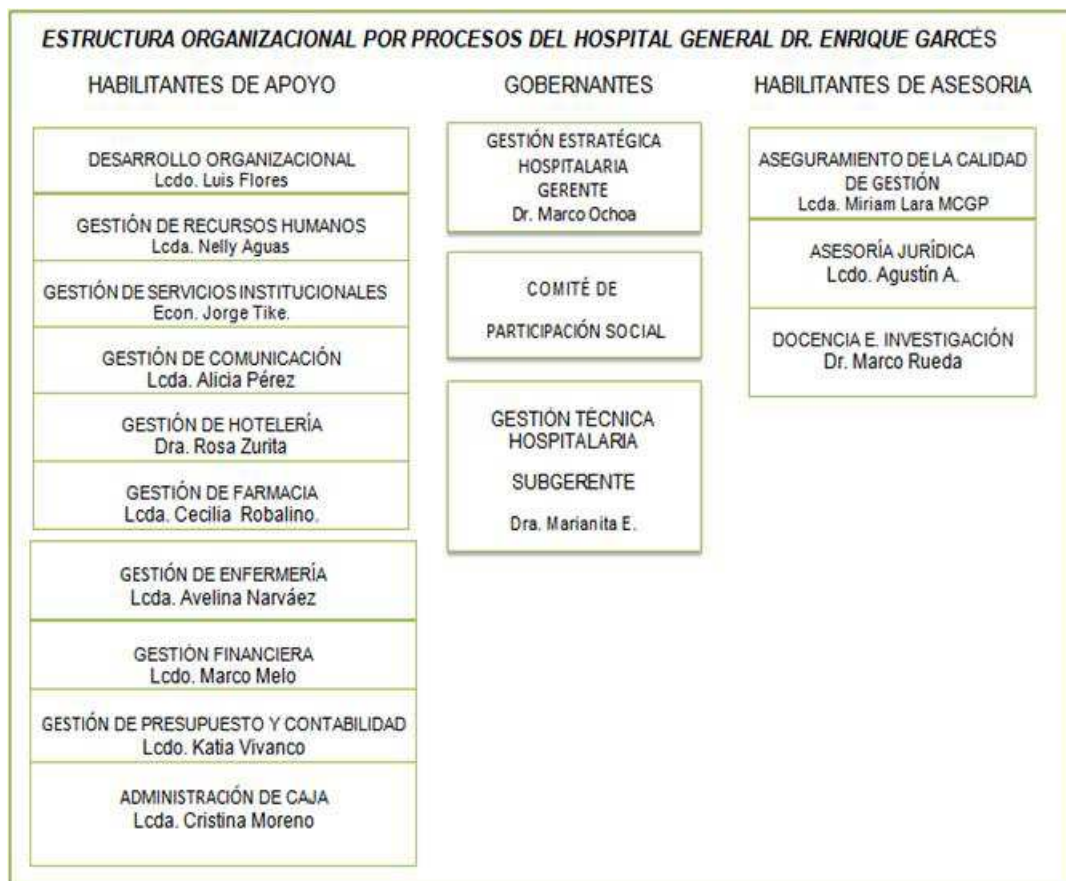 ESTRUCTURA ORGANIZACIONAL POR PROCESOS DEL HOSPITAL GENERAL DR. ENRIQUE GARCÉS
HABILITANTES DE APOYO
DESARROLLO ORGANIZACIONAL
Lcdo. Luis Flores
GESTIÓN DE RECURSOS HUMANOS
Lcda. Nelly Aguas
GESTIÓN DE SERVICIOS INSTITUCIONALES
Econ. Jorge Tike.
GESTIÓN DE COMUNICACIÓN
Lcda. Alicia Pérez
GESTIÓN DE HOTELERÍA
Dra. Rosa Zurita
GESTIÓN DE FARMACIA
Lcda. Cecilia Robalino.
GESTIÓN DE ENFERMERÍA
Lcda. Avelina Narváez
GESTIÓN FINANCIERA
Lcdo. Marco Melo
GESTIÓN DE PRESUPUESTO Y CONTABILIDAD
Lcdo. Katia Vivanco
ADMINISTRACIÓN DE CAJA
Lcda. Cristina Moreno
GOBERNANTES
GESTIÓN ESTRATÉGICA
HOSPITALARIA
GERENTE
Dr. Marco Ochoa
COMITÉ DE
PARTICIPACIÓN SOCIAL
GESTIÓN TÉCNICA
HOSPITALARIA
SUBGERENTE
Dra. Marianita E.
HABILITANTES DE ASESORIA
ASEGURAMIENTO DE LA CALIDAD
DE GESTIÓN
Lcda. Miriam Lara MCGP
ASESORÍA JURÍDICA
Lcdo. Agustín A.
DOCENCIA E. INVESTIGACIÓN
Dr. Marco Rueda